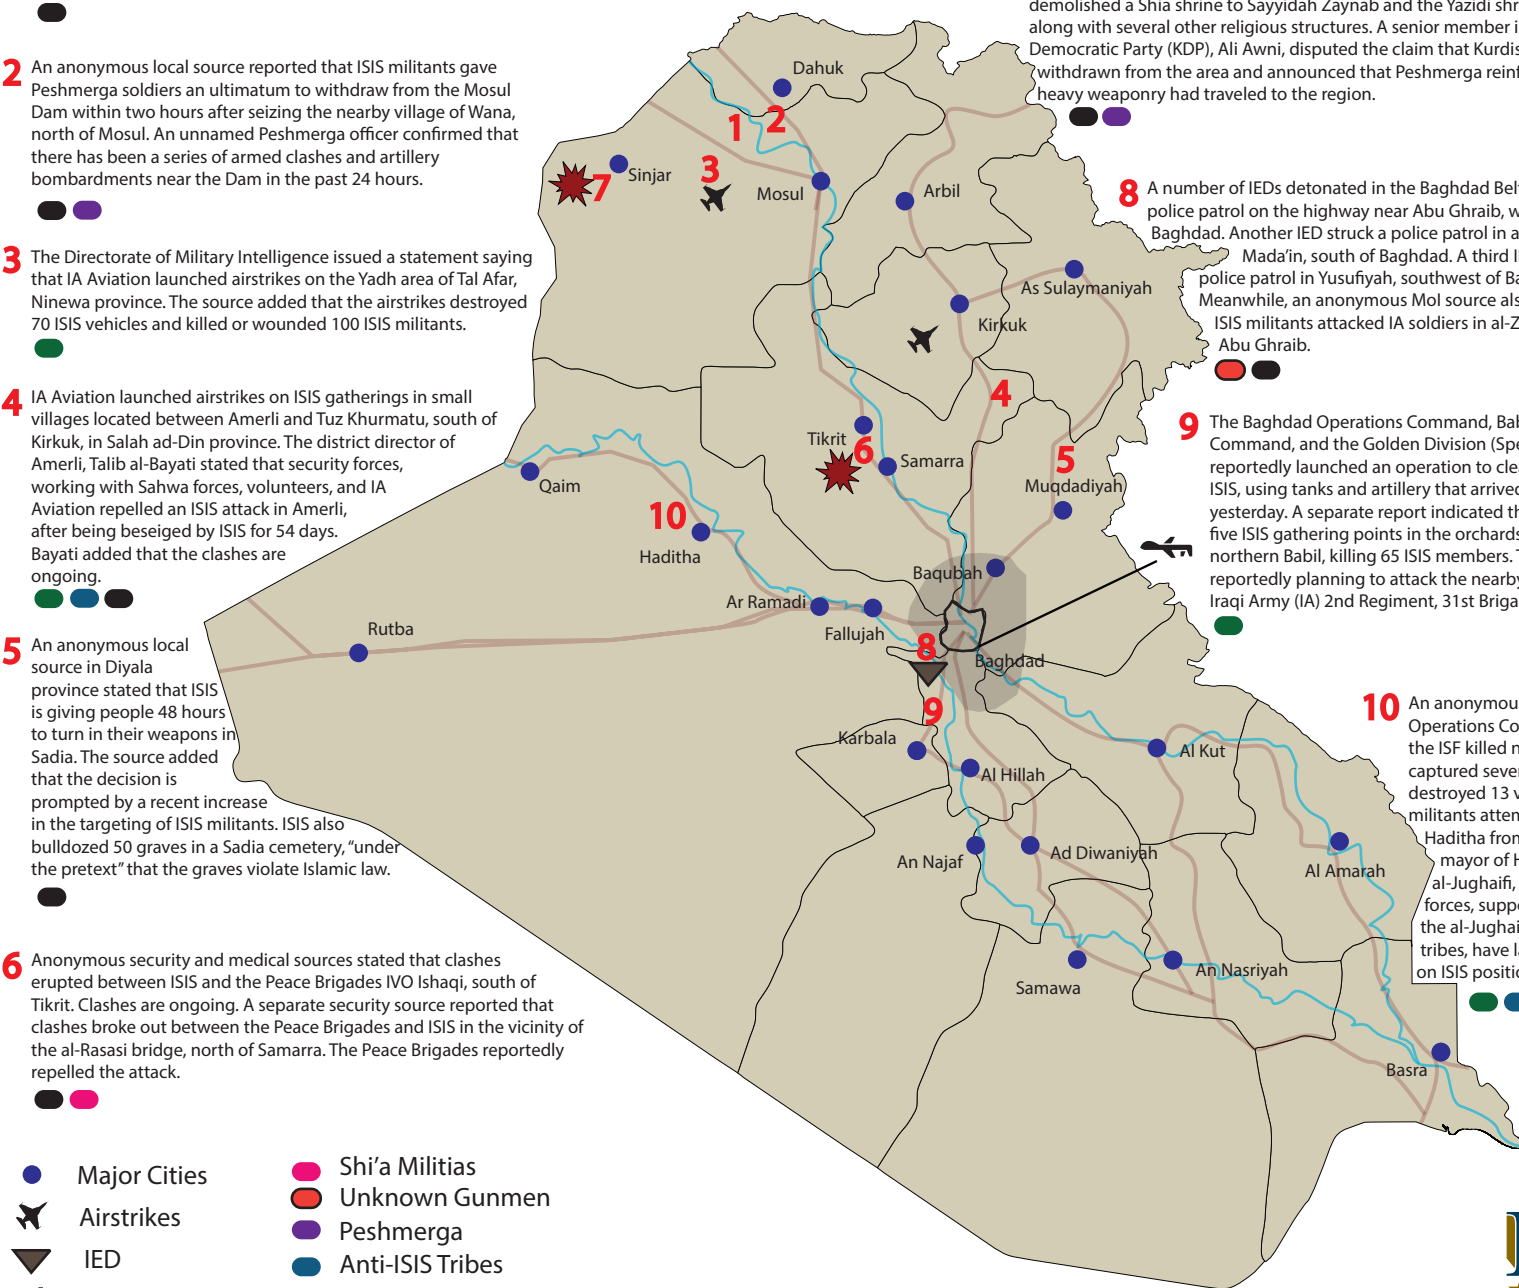 2 An anonymous local source reported that ISIS militants gave
Peshmerga soldiers an ultimatum to withdraw from the Mosul
Dam within two hours after seizing the nearby village of Wana,
north of Mosul. An unnamed Peshmerga officer confirmed that
there has been a series of armed clashes and artillery
bombardments near the Dam in the past 24 hours.
3 The Directorate of Military Intelligence issued a statement saying
that IA Aviation launched airstrikes on the Yadh area of Tal Afar,
Ninewa province. The source added that the airstrikes destroyed
70 ISIS vehicles and killed or wounded 100 ISIS militants.
4 IA Aviation launched airstrikes on ISIS gatherings in small
villages located between Amerli and Tuz Khurmatu, south of
Kirkuk, in Salah ad-Din province. The district director of
Amerli, Talib al-Bayati stated that security forces,
working with Sahwa forces, volunteers, and IA
Aviation repelled an ISIS attack in Amerli,
after being beseiged by ISIS for 54 days.
Bayati added that the clashes are
ongoing.
5 An anonymous local
source in Diyala
province stated that ISIS
is giving people 48 hours
to turn in their weapons in
Sadia. The source added
that the decision is
prompted by a recent increase
in the targeting of ISIS militants. ISIS also
bulldozed 50 graves in a Sadia cemetery, “under
the pretext” that the graves violate Islamic law.
6 Anonymous security and medical sources stated that clashes
erupted between ISIS and the Peace Brigades IVO Ishaqi, south of
Tikrit. Clashes are ongoing. A separate security source reported that
clashes broke out between the Peace Brigades and ISIS in the vicinity of
the al-Rasasi bridge, north of Samarra. The Peace Brigades reportedly
repelled the attack.
demolished a Shia shrine to Sayyidah Zaynab and the Yazidi shr
along with several other religious structures. A senior member i
Democratic Party (KDP), Ali Awni, disputed the claim that Kurdis
withdrawn from the area and announced that Peshmerga reinf
heavy weaponry had traveled to the region.
8 A number of IEDs detonated in the Baghdad Bel
police patrol on the highway near Abu Ghraib, w
Baghdad. Another IED struck a police patrol in a
Mada’in, south of Baghdad. A third I
police patrol in Yusufiyah, southwest of Ba
Meanwhile, an anonymous MoI source als
ISIS militants attacked IA soldiers in al-Z
Abu Ghraib.
9 The Baghdad Operations Command, Bab
Command, and the Golden Division (Spe
reportedly launched an operation to clea
ISIS, using tanks and artillery that arrived
yesterday. A separate report indicated th
five ISIS gathering points in the orchards
northern Babil, killing 65 ISIS members. T
reportedly planning to attack the nearby
Iraqi Army (IA) 2nd Regiment, 31st Briga
10 An anonymou
Operations Co
the ISF killed n
captured sever
destroyed 13 v
militants attem
Haditha from
mayor of H
al-Jughaifi,
forces, suppo
the al-Jughai
tribes, have la
on ISIS positio
Dahuk
1
2
Sinjar
7
3
Mosul
Arbil
As Sulaymaniyah
Kirkuk
4
Tikrit
6
Samarra
5
Muqdadiyah
Qaim
10
Haditha
Baqubah
Ar Ramadi
Fallujah
Rutba
8
Baghdad
9
Karbala
Al Kut
Al Hillah
An Najaf
Ad Diwaniyah
Al Amarah
Samawa
An Nasriyah
Basra
Major Cities
Airstrikes
IED
Shi’a Militias
Unknown Gunmen
Peshmerga
Anti-ISIS Tribes